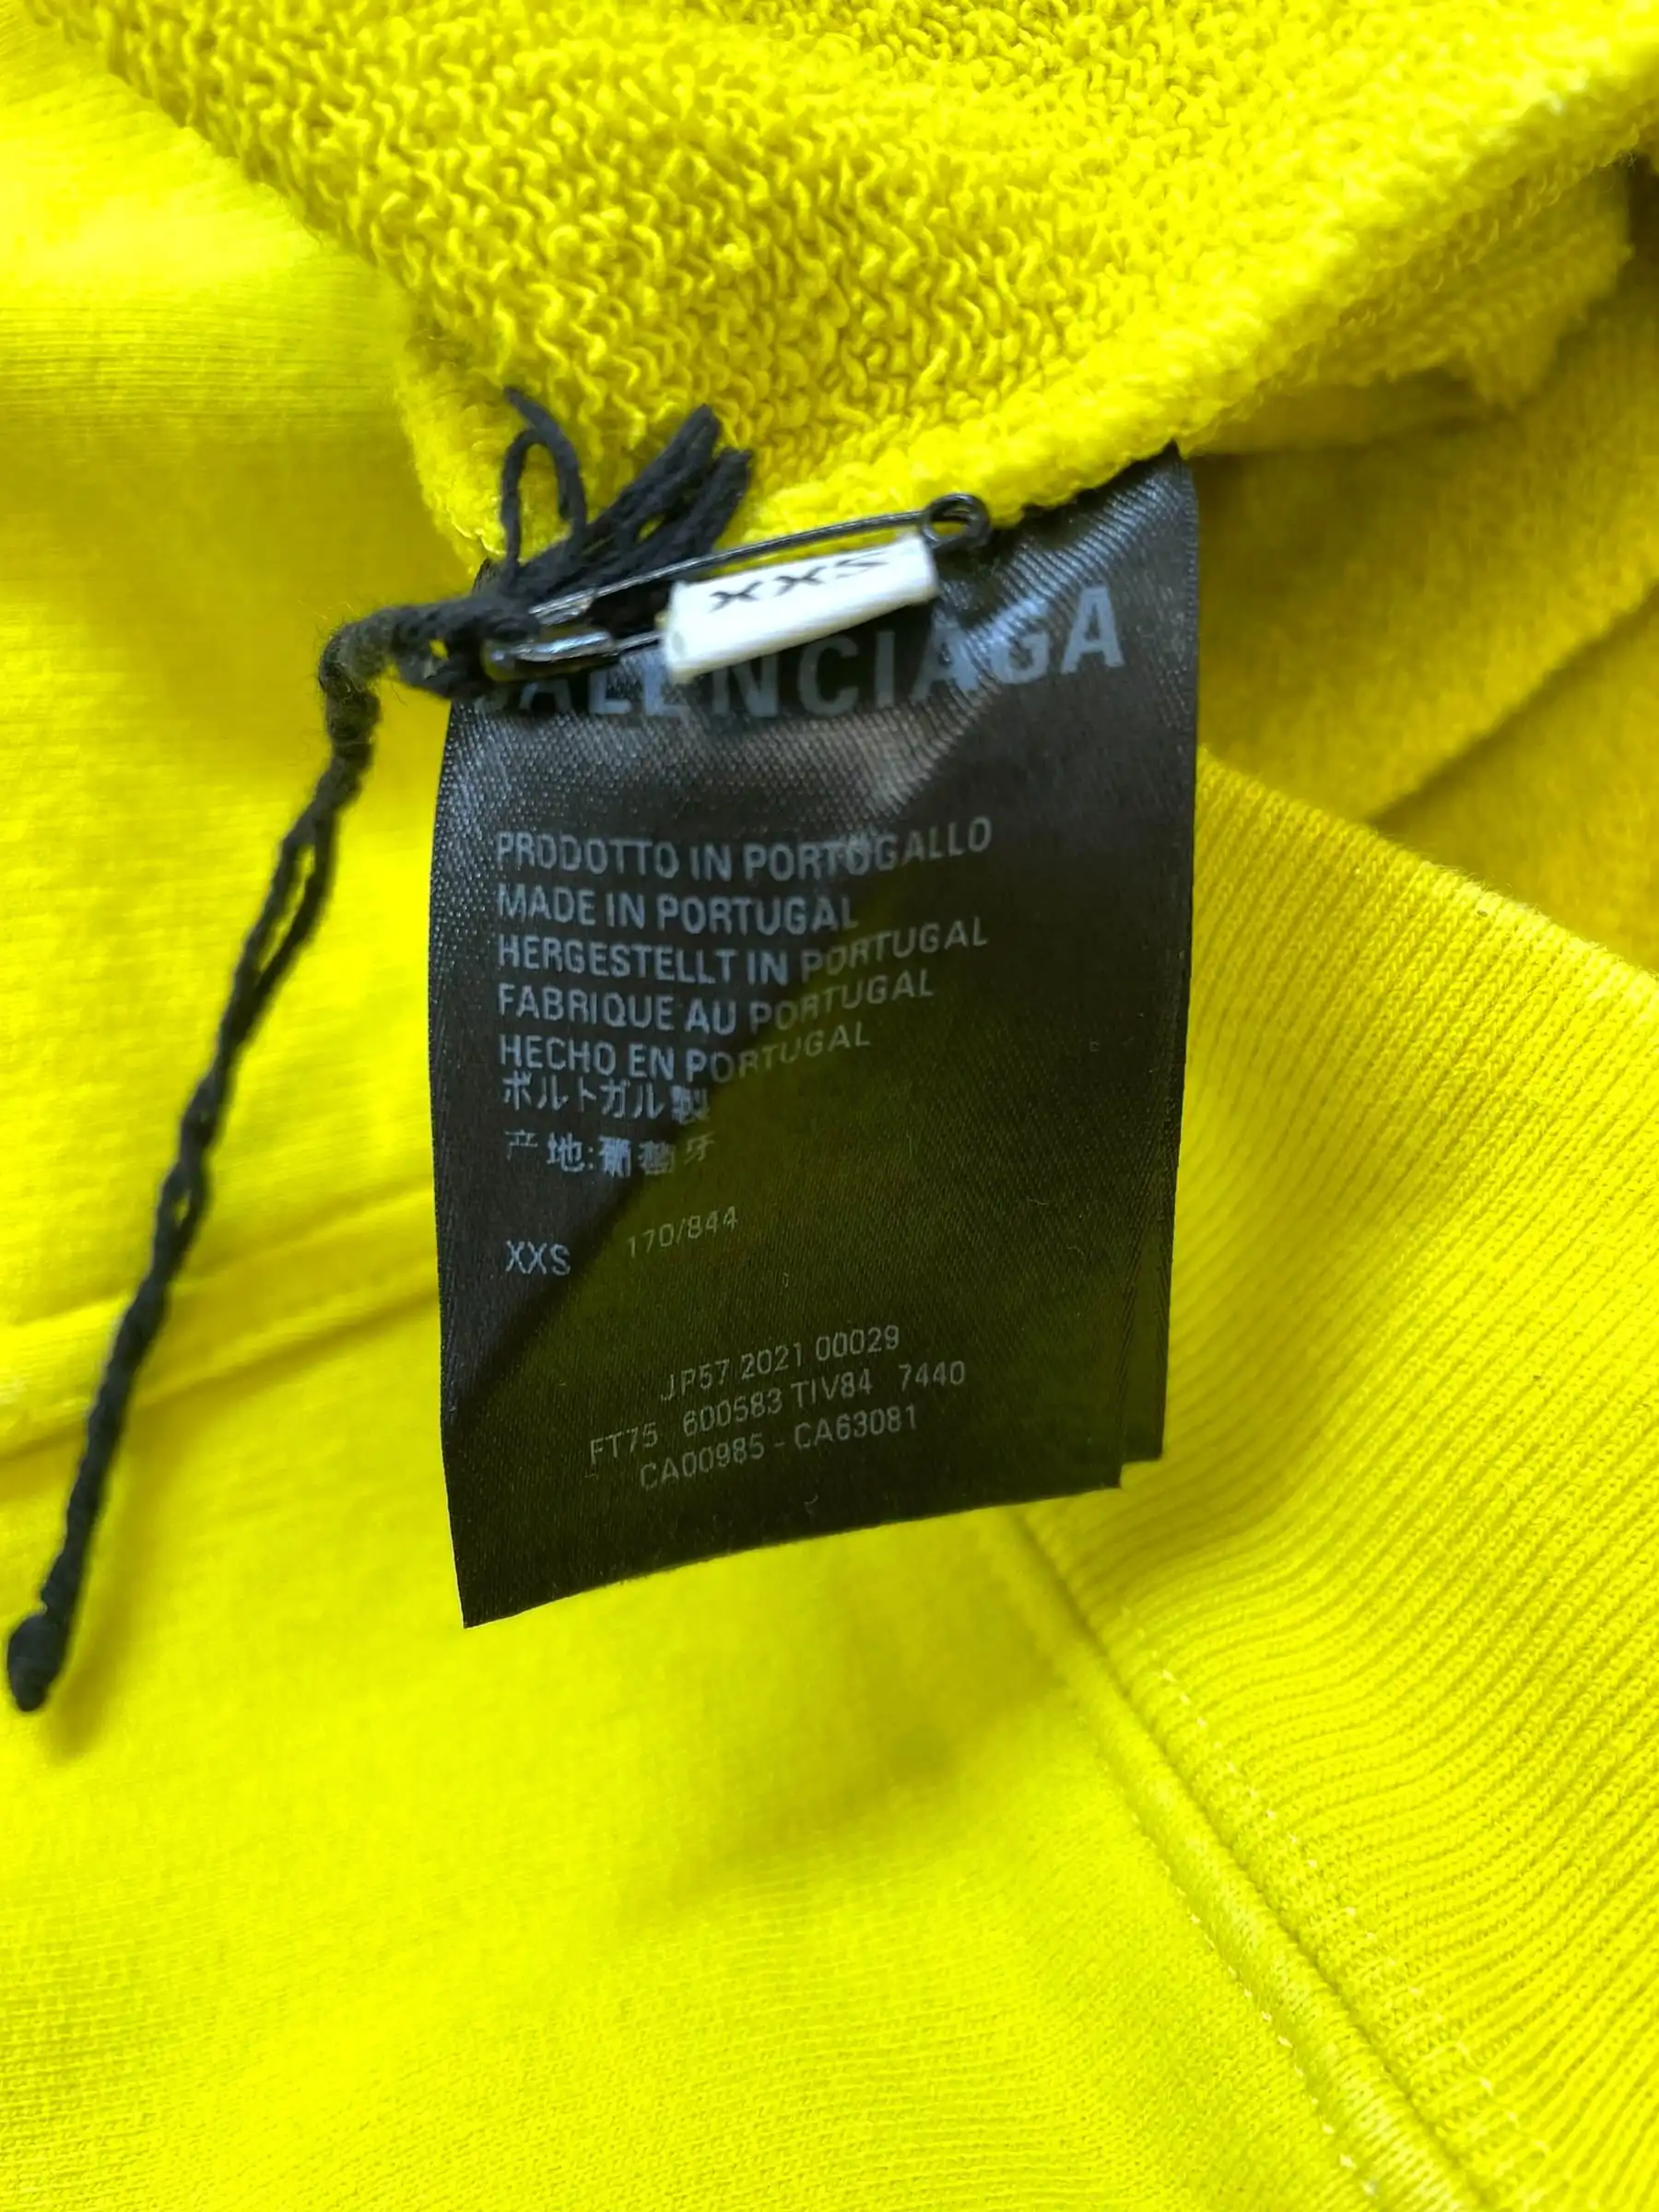 XXS
BALENCIAGA
PRODOTTO IN PORTOGALLO
MADE IN PORTUGAL
HERGESTELLT IN PORTUGAL
FABRIQUE AU PORTUGAL
HECHO EN PORTUGAL
ポルトガル製
产地:葡萄牙
XXS 170/844
JP57 2021 00029
FT75 600583 TIV84 7440
CA00985 - CA63081